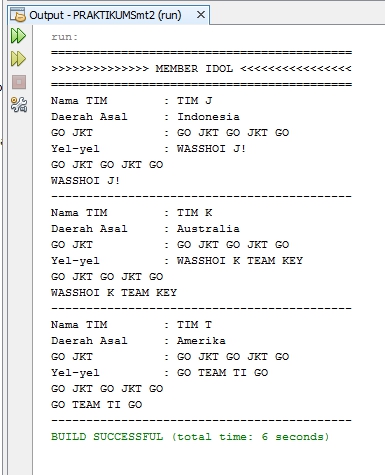 Output - PRAKTIKUMSmt2 (run)
run:
========================================
>>>>>>>>>>>>>> MEMBER IDOL <<<<<<<<<<<<<<<<
========================================
Nama TIM : TIM J
Daerah Asal : Indonesia
GO JKT : GO JKT GO JKT GO
Yel-yel : WASSHOI J!
GO JKT GO JKT GO
WASSHOI J!
----------------------------------------
Nama TIM : TIM K
Daerah Asal : Australia
GO JKT : GO JKT GO JKT GO
Yel-yel : WASSHOI K TEAM KEY
GO JKT GO JKT GO
WASSHOI K TEAM KEY
----------------------------------------
Nama TIM : TIM T
Daerah Asal : Amerika
GO JKT : GO JKT GO JKT GO
Yel-yel : GO TEAM TI GO
GO JKT GO JKT GO
GO TEAM TI GO
----------------------------------------
BUILD SUCCESSFUL (total time: 6 seconds)